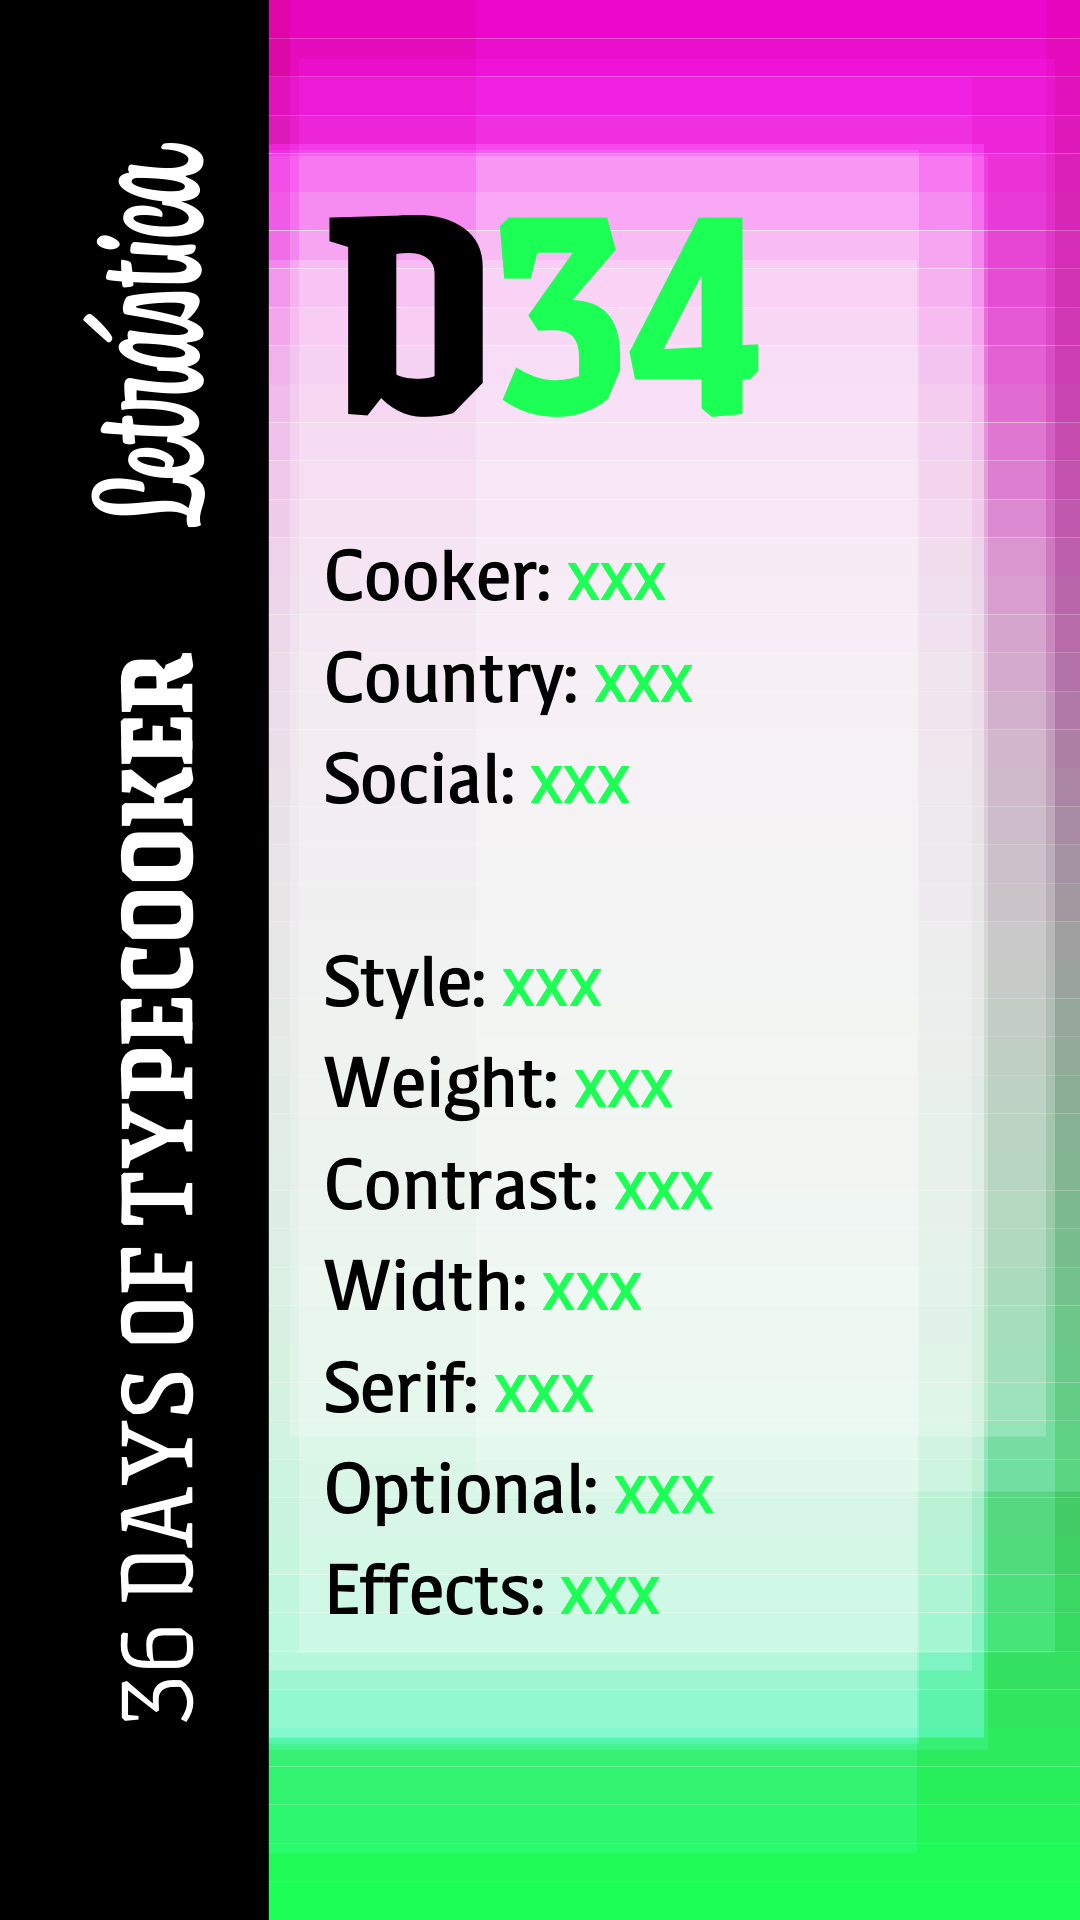 Letrástica
36 DAYS OF TYPECOOKER
D34
Cooker: xxx
Country: xxx
Social: xxx
Style: xxx
Weight: xxx
Contrast: xxx
Width: xxx
Serif: xxx
Optional: xxx
Effects: xxx